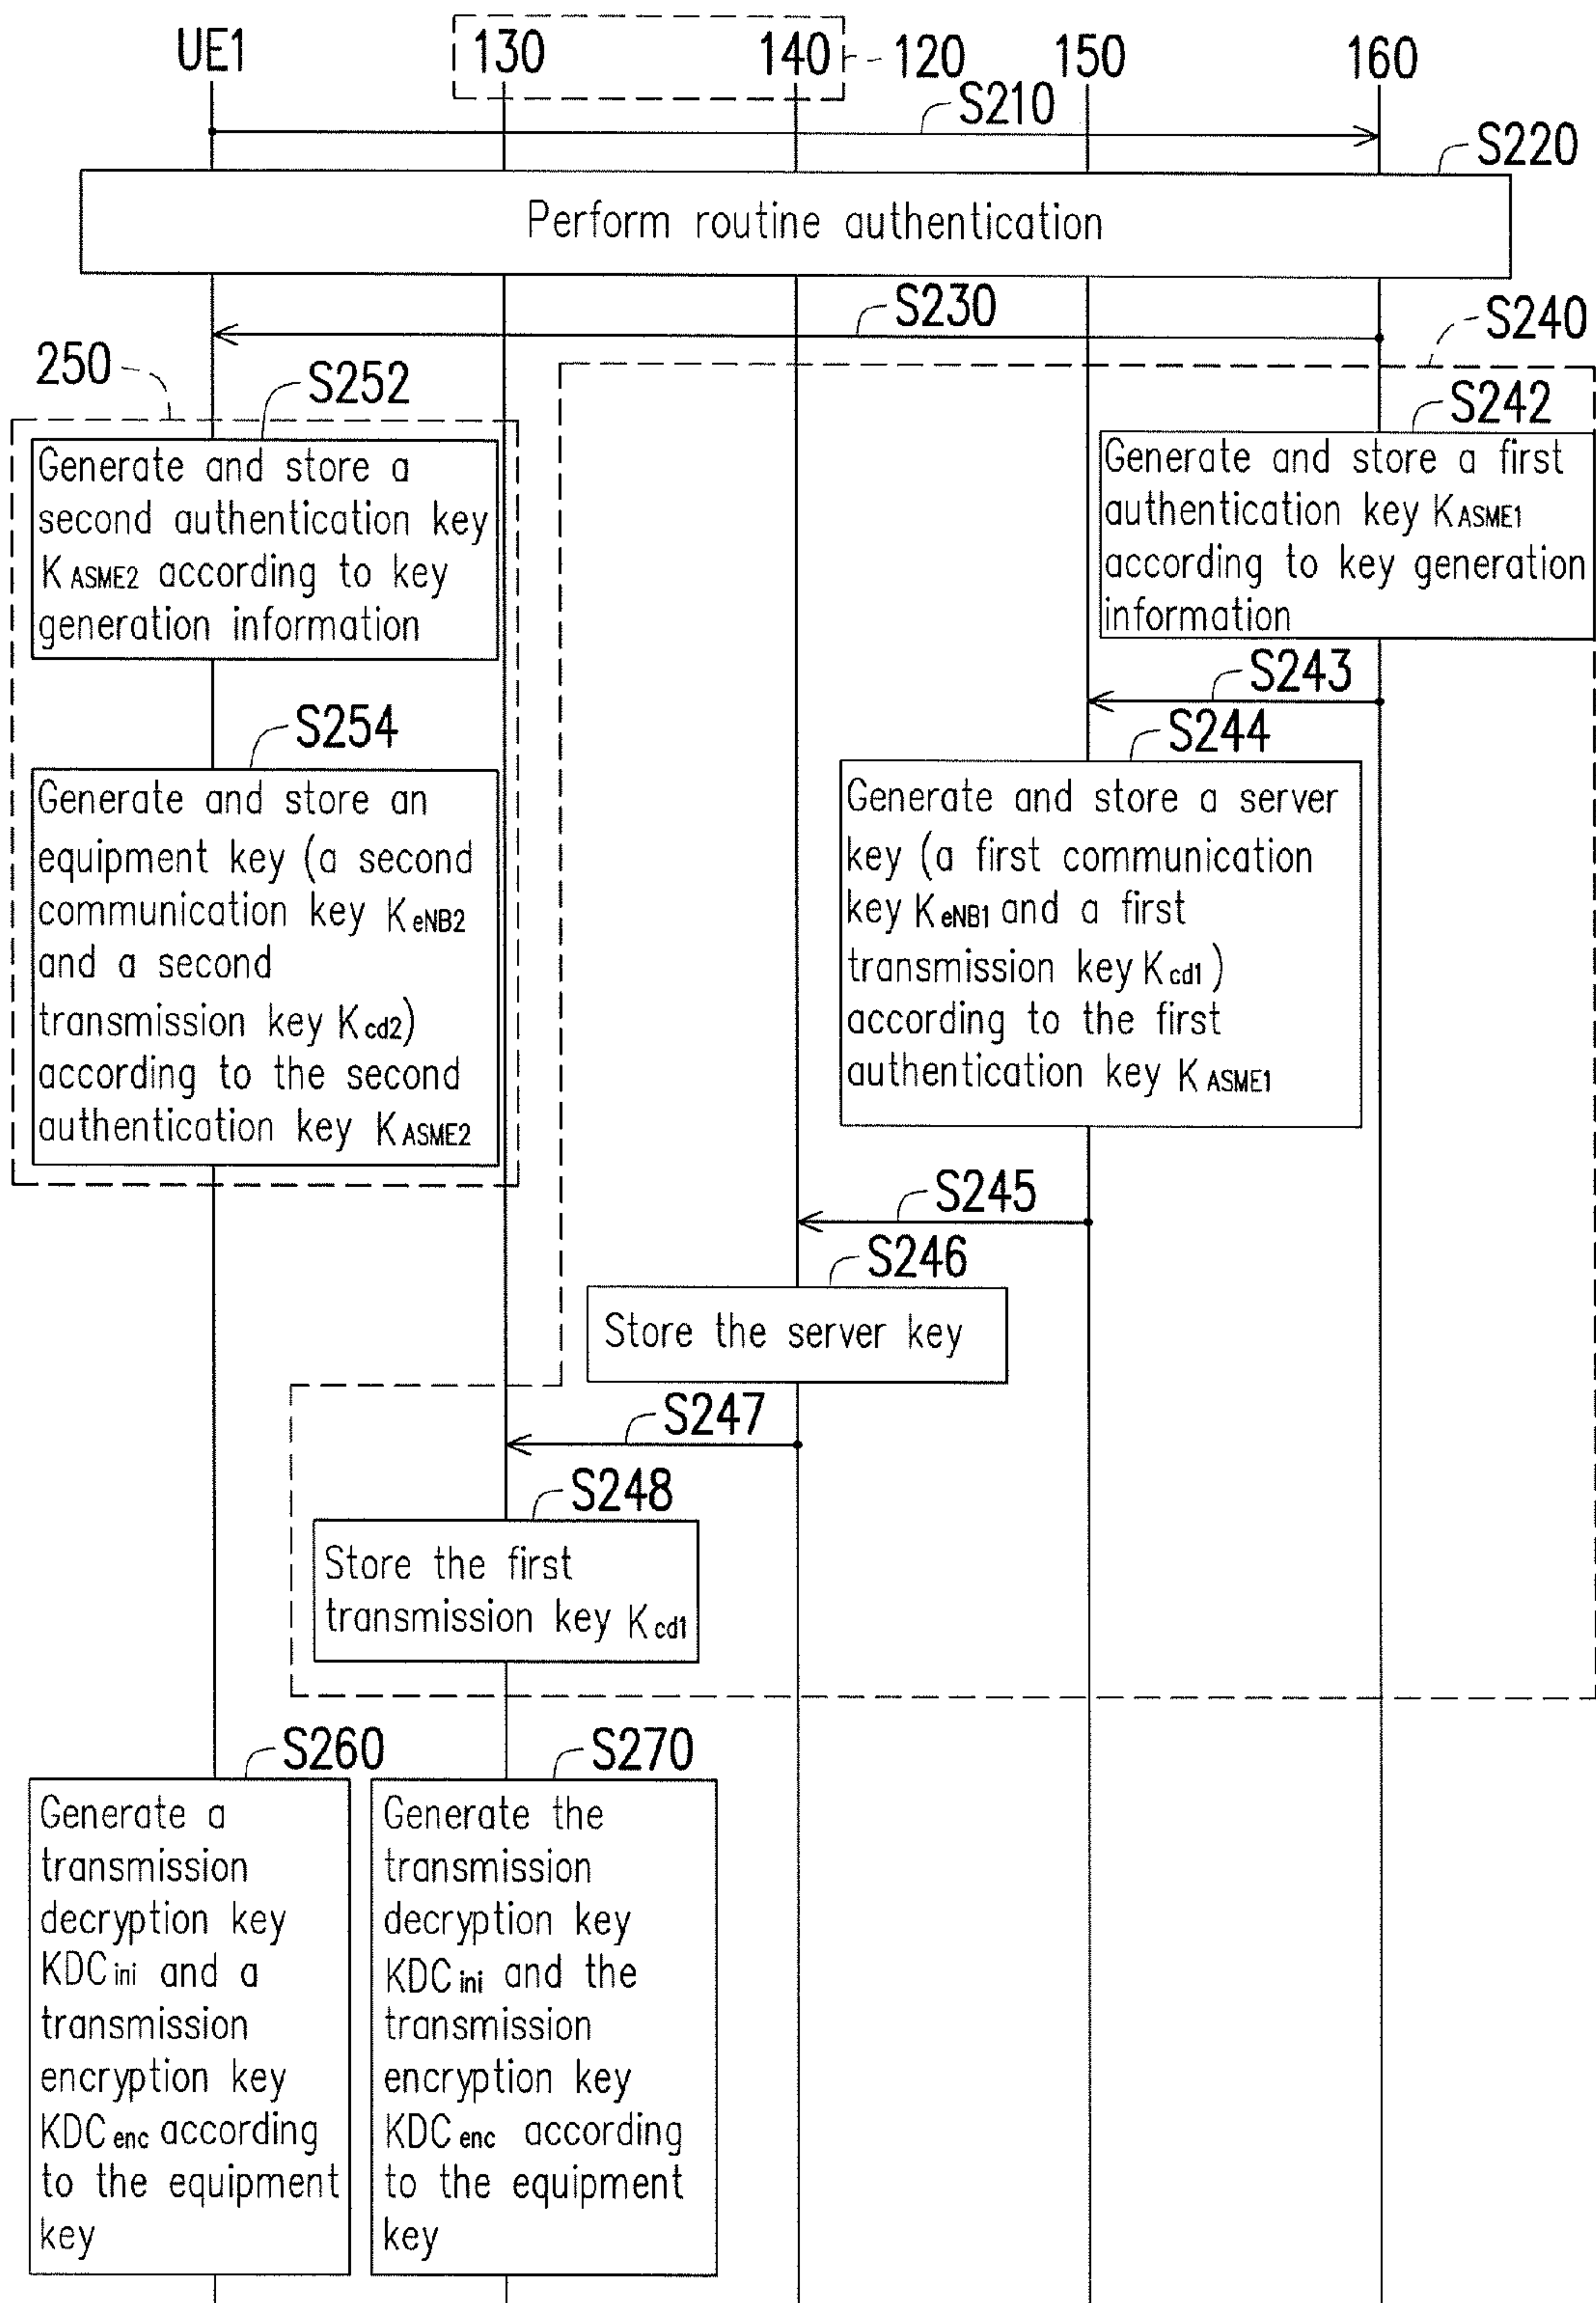 UE1
130
140
120
150
160
S210
S220
Perform routine authentication
S230
S240
250
S252
Generate and store a
second authentication key
KASME2 according to key
generation information
S242
Generate and store a first
authentication key KASME1
according to key generation
information
S243
S254
Generate and store an
equipment key (a second
communication key KeNB2
and a second
transmission key Kcd2)
according to the second
authentication key KASME2
S244
Generate and store a server
key (a first communication
key KeNB1 and a first
transmission key Kcd1)
according to the first
authentication key KASME1
S245
S246
Store the server key
S247
S248
Store the first
transmission key Kcd1
S260
Generate a
transmission
decryption key
KDCini and a
transmission
encryption key
KDCenc according
to the equipment
key
S270
Generate the
transmission
decryption key
KDCini and the
transmission
encryption key
KDCenc according
to the equipment
key